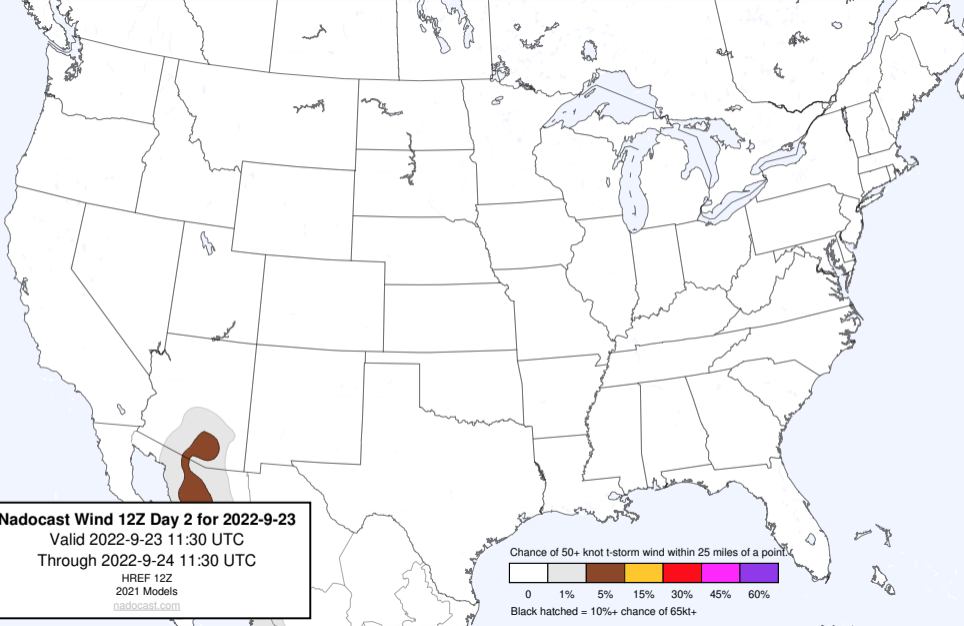 Nadocast Wind 12Z Day 2 for 2022-9-23
Valid 2022-9-23 11:30 UTC
Through 2022-9-24 11:30 UTC
HREF 12Z
2021 Models
nadocast.com
Chance of 50+ knot t-storm wind within 25 miles of a point.
0 1% 5% 15% 30% 45% 60%
Black hatched = 10%+ chance of 65kt+